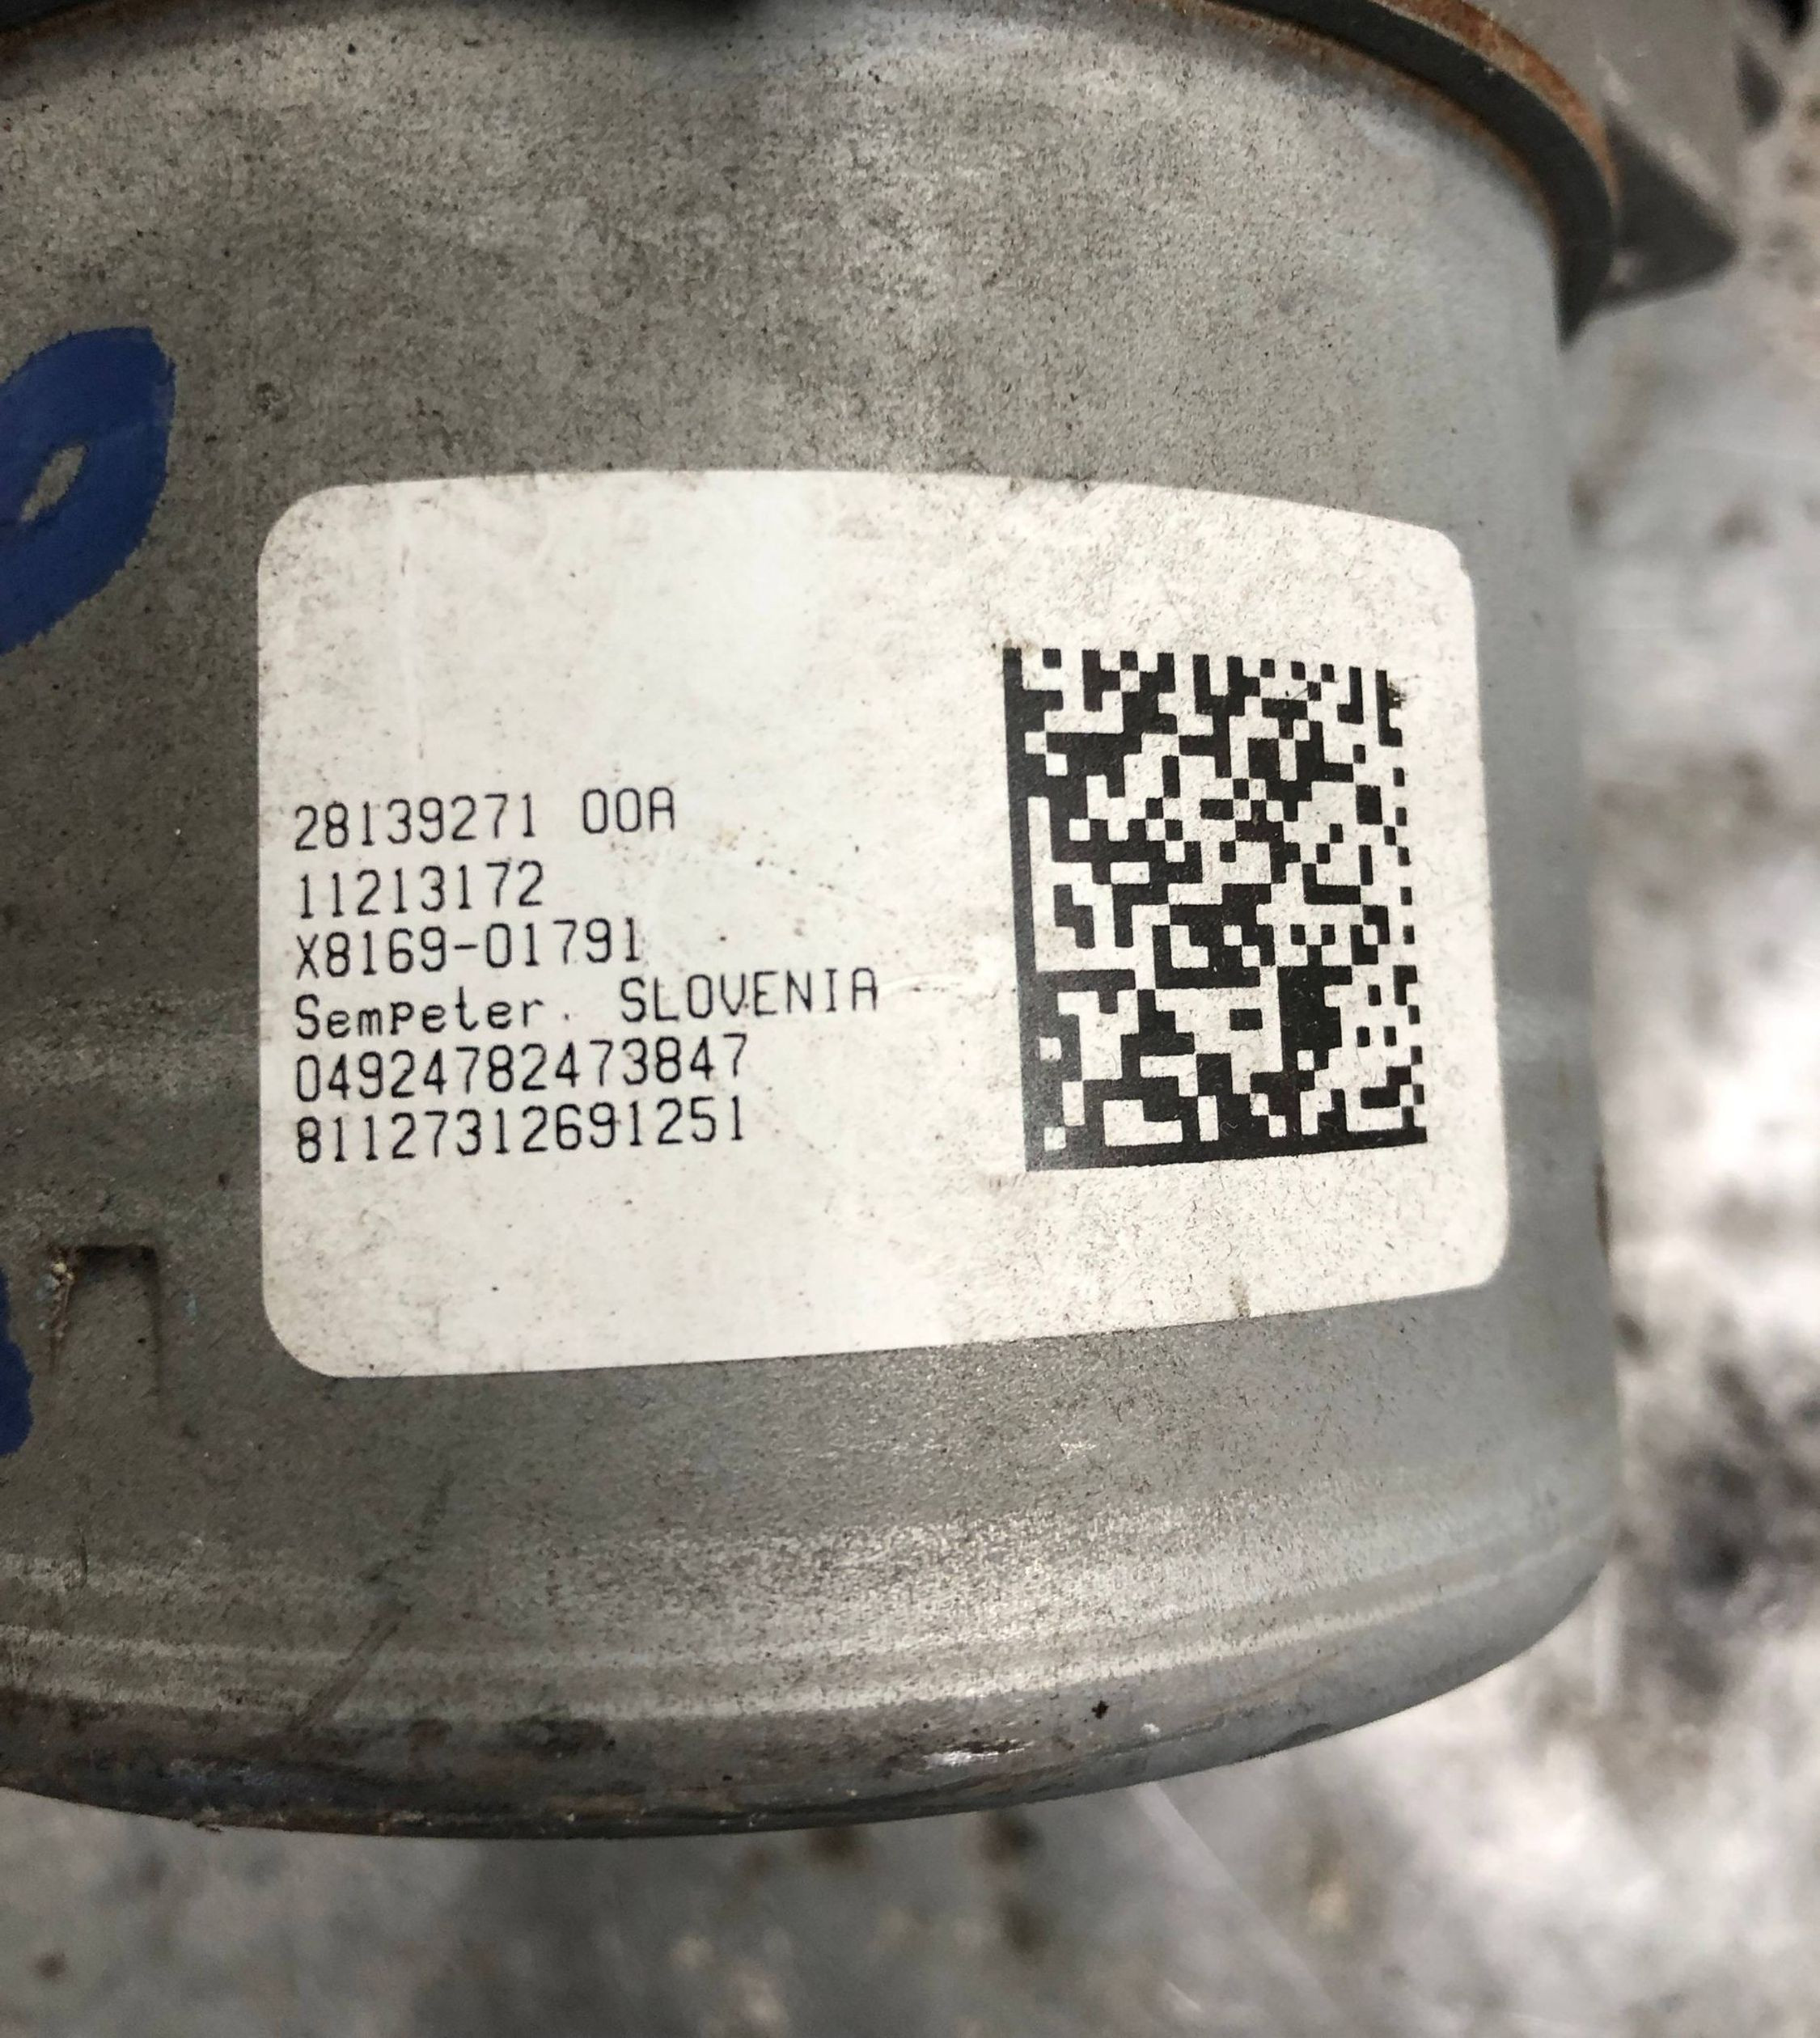 28139271 00A
11213172
X8169-01791
Sempeter. SLOVENIA
04924782473847
81127312691251